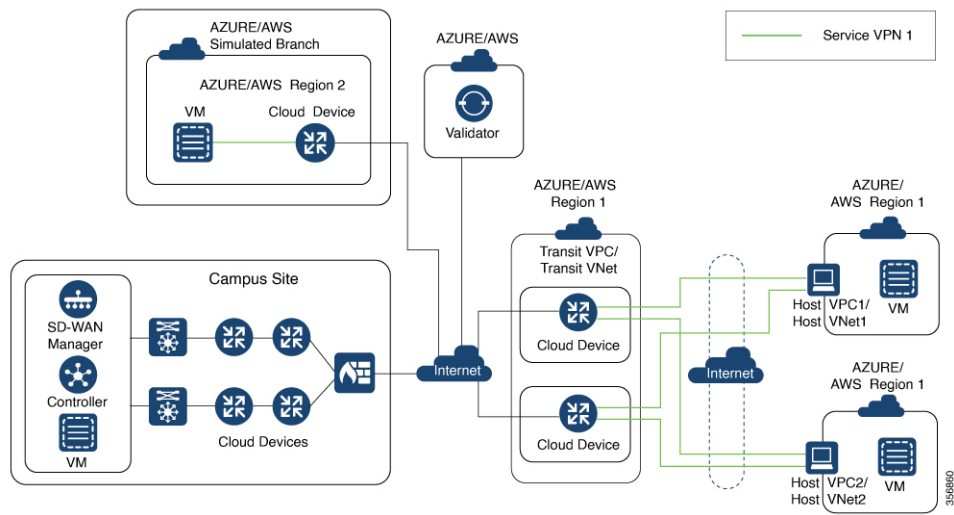 AZURE/AWS
Simulated Branch
AZURE/AWS Region 2
VM
Cloud Device
AZURE/AWS
Validator
Service VPN 1
AZURE/AWS
Region 1
Transit VPC/
Transit VNet
Cloud Device
Cloud Device
Campus Site
SD-WAN
Manager
Controller
VM
Cloud Devices
Internet
Internet
AZURE/
AWS Region 1
Host VPC1/
Host VNet1
VM
AZURE/
AWS Region 1
Host VPC2/
Host VNet2
VM
356860